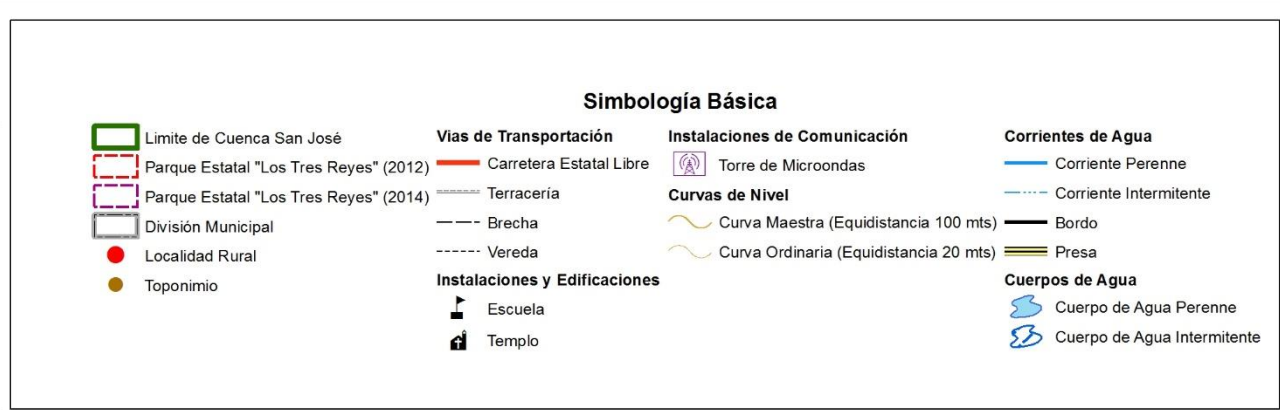 Simbología Básica
Limite de Cuenca San José
Parque Estatal "Los Tres Reyes" (2012)
Parque Estatal "Los Tres Reyes" (2014)
División Municipal
Localidad Rural
Toponimio
Vias de Transportación
Carretera Estatal Libre
Terracería
Brecha
Vereda
Instalaciones y Edificaciones
Escuela
Templo
Instalaciones de Comunicación
Torre de Microondas
Curvas de Nivel
Curva Maestra (Equidistancia 100 mts)
Curva Ordinaria (Equidistancia 20 mts)
Corrientes de Agua
Corriente Perenne
Corriente Intermitente
Bordo
Presa
Cuerpos de Agua
Cuerpo de Agua Perenne
Cuerpo de Agua Intermitente